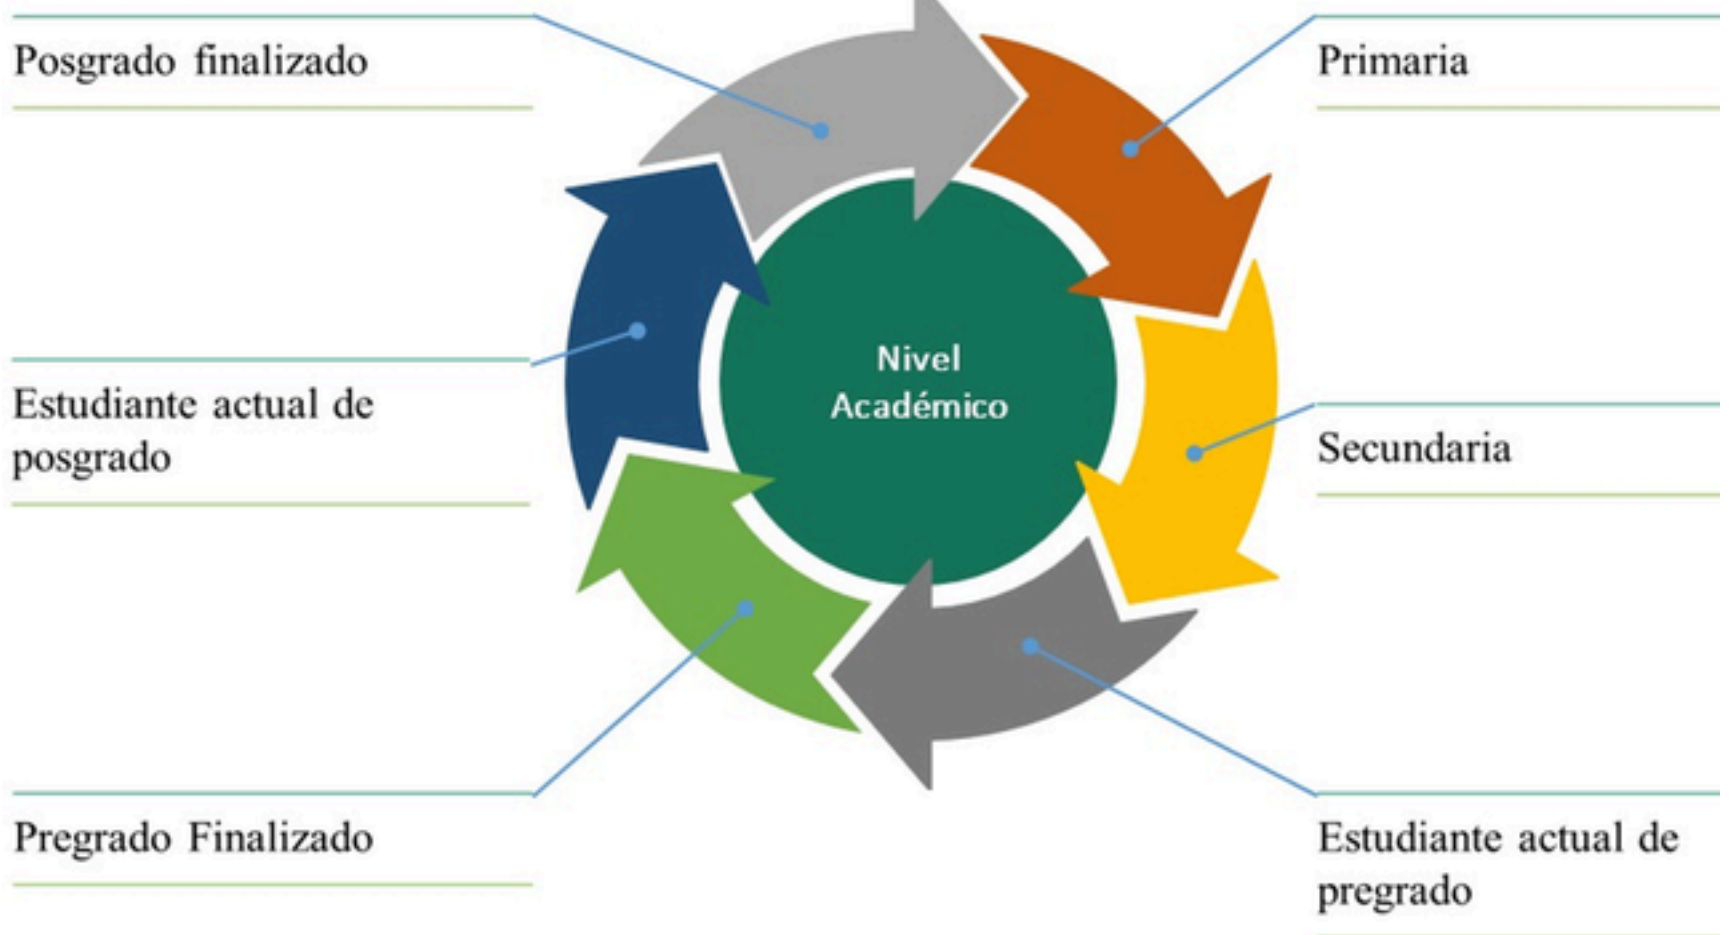 Posgrado finalizado
Primaria
Nivel
Académico
Estudiante actual de
posgrado
Secundaria
Pregrado Finalizado
Estudiante actual de
pregrado